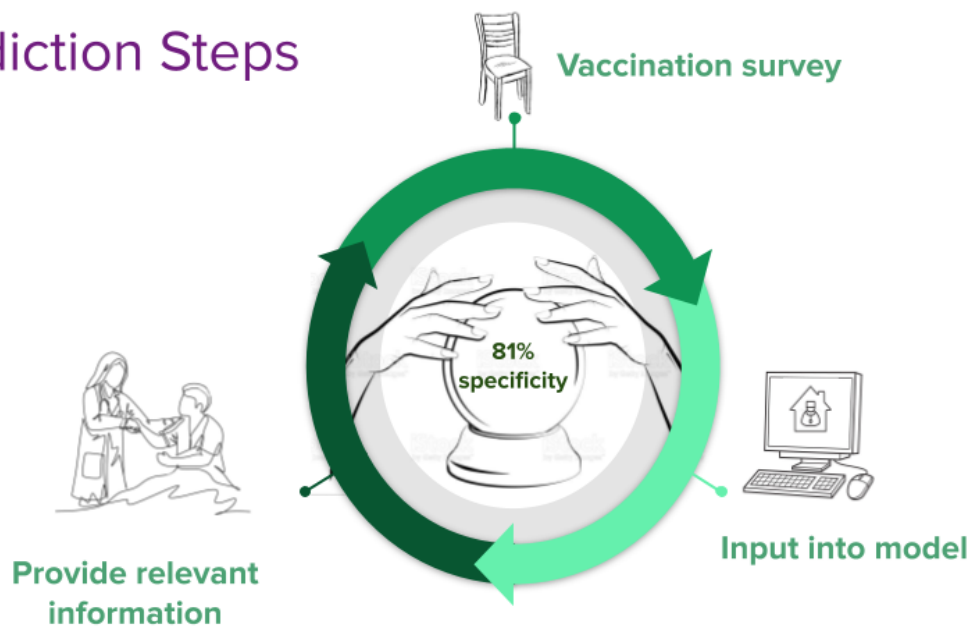 diction Steps
Vaccination survey
81%
specificity
Input into model
Provide relevant
information